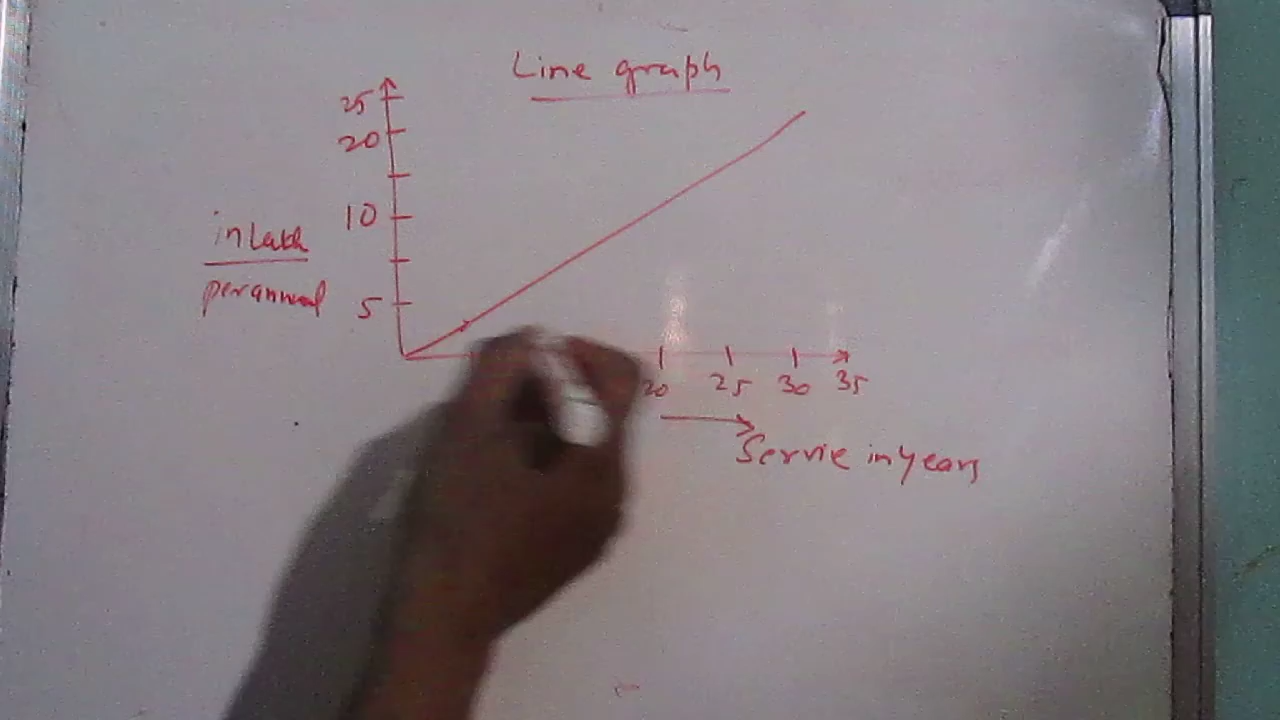 Line graph
25
20
10
in Lakh
per annum
5
20 25 30 35
Servie in years